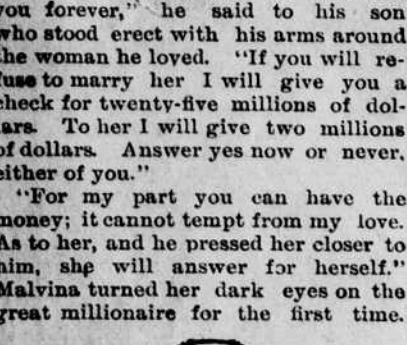 you forever," he said to his son
who stood erect with his arms around
the woman he loved. "If you will re-
fuse to marry her I will give you a
check for twenty-five millions of dol-
lars. To her I will give two millions
of dollars. Answer yes now or never,
either of you."
"For my part you can have the
money; it cannot tempt from my love.
As to her, and he pressed her closer to
him, she will answer for herself."
Malvina turned her dark eyes on the
great millionaire for the first time.